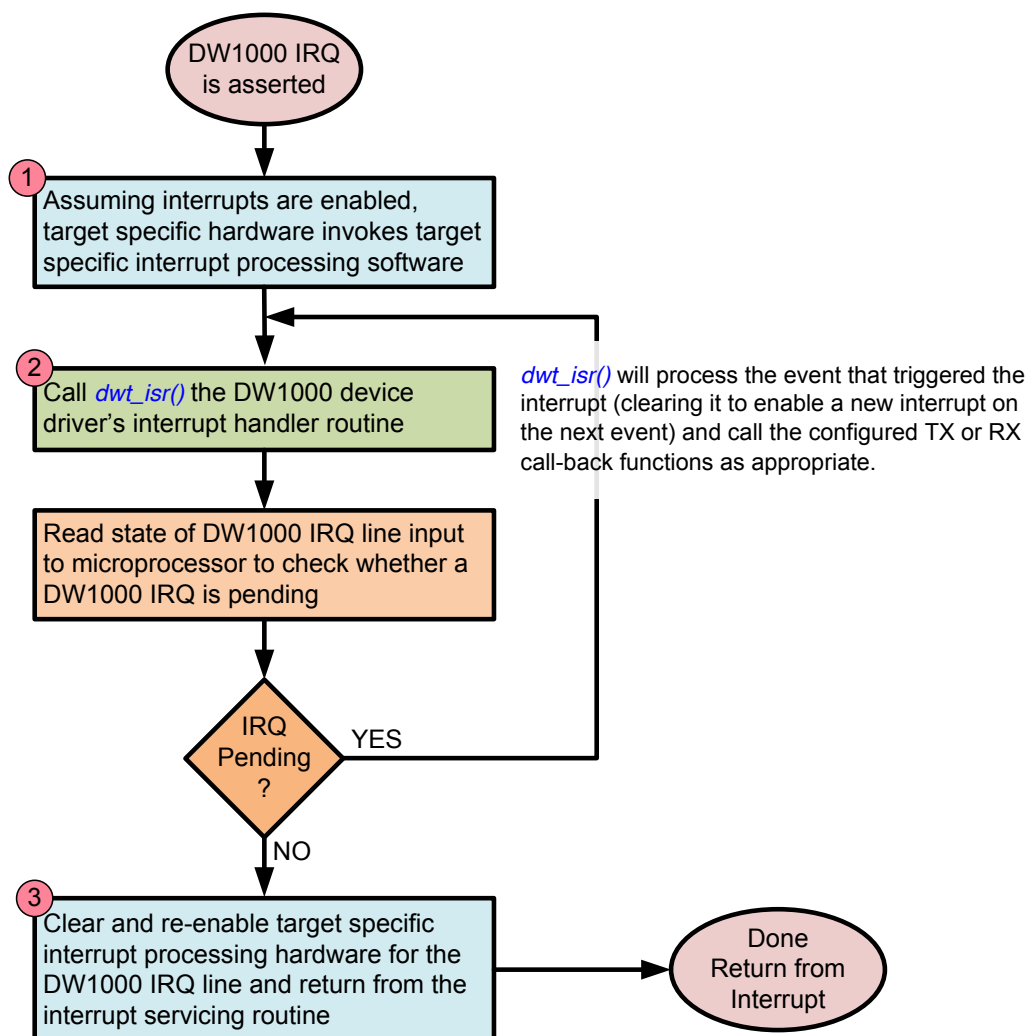 DW1000 IRQ
is asserted
1
Assuming interrupts are enabled,
target specific hardware invokes target
specific interrupt processing software
2
Call dwt_isr() the DW1000 device
driver's interrupt handler routine
dwt_isr() will process the event that triggered the
interrupt (clearing it to enable a new interrupt on
the next event) and call the configured TX or RX
call-back functions as appropriate.
Read state of DW1000 IRQ line input
to microprocessor to check whether a
DW1000 IRQ is pending
IRQ
Pending
?
YES
NO
3
Clear and re-enable target specific
interrupt processing hardware for the
DW1000 IRQ line and return from the
interrupt servicing routine
Done
Return from
Interrupt